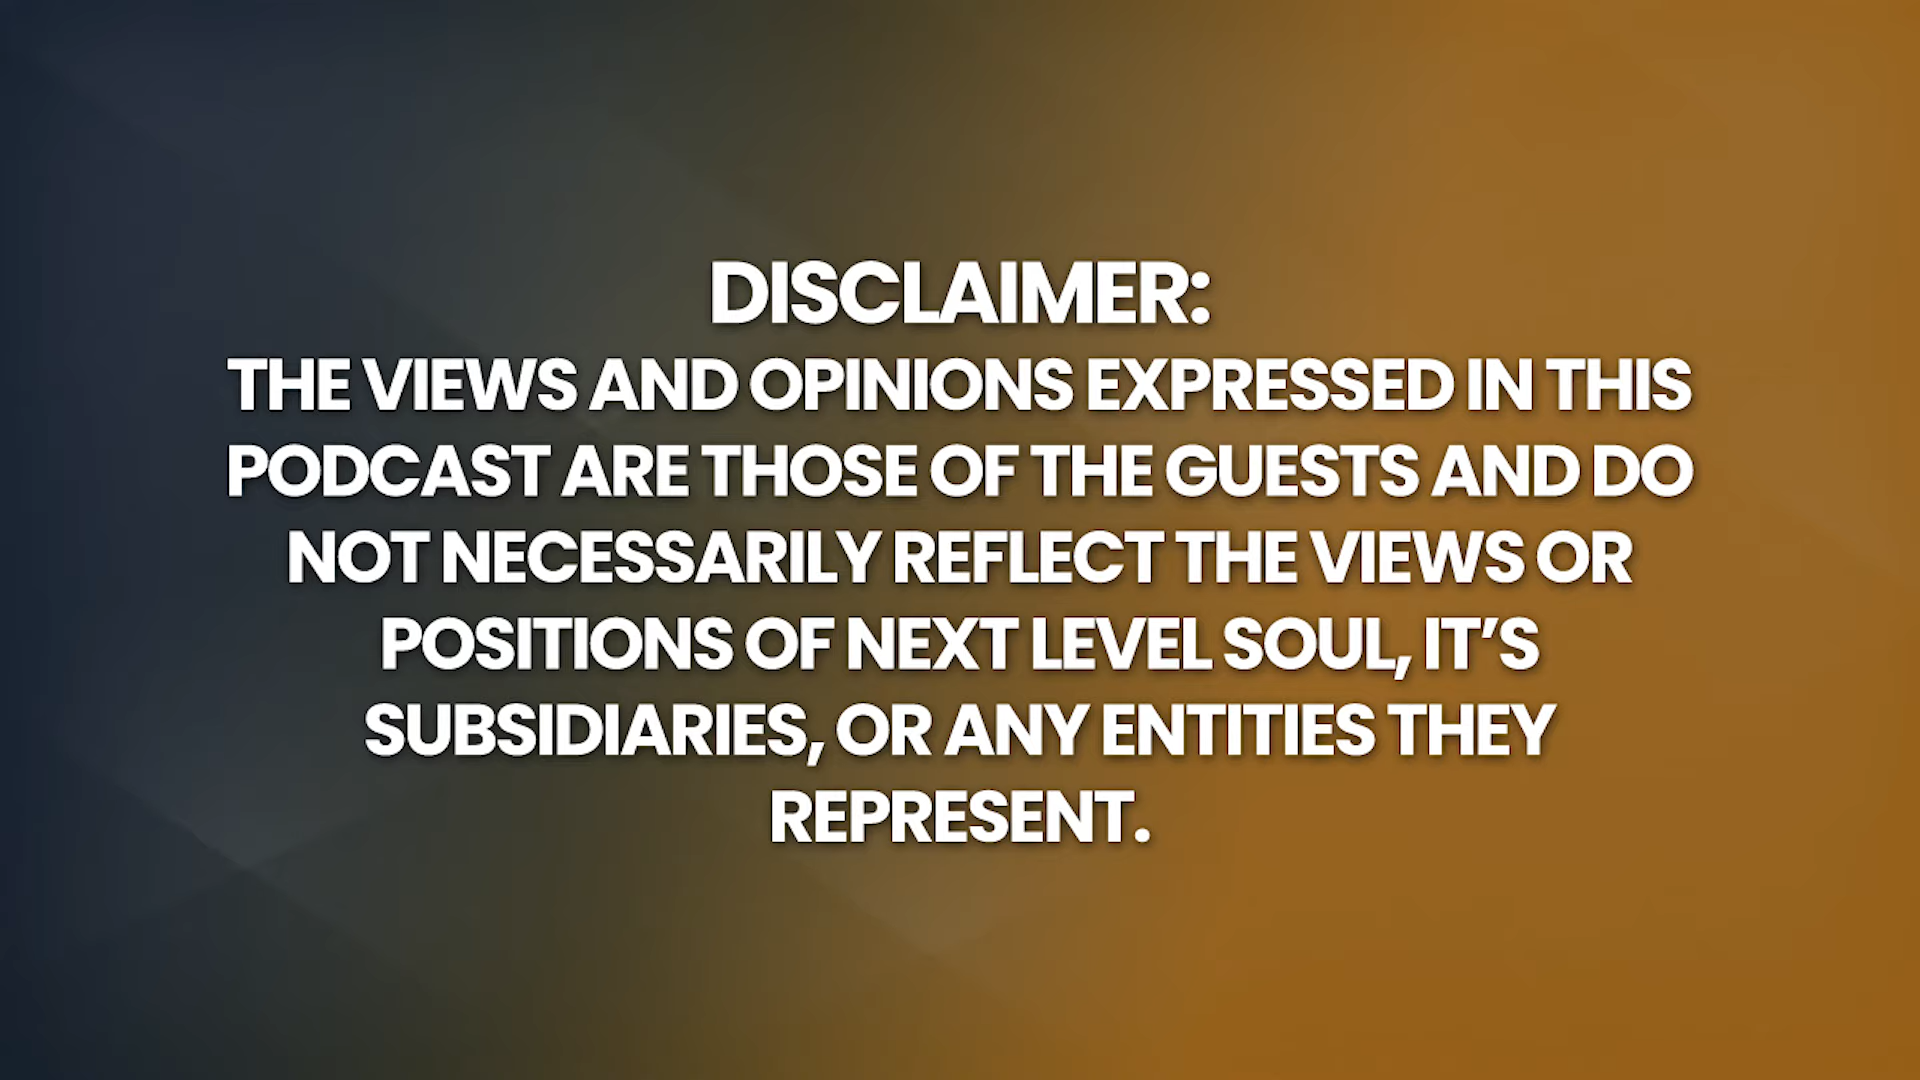 DISCLAIMER:
THE VIEWS AND OPINIONS EXPRESSED IN THIS
PODCAST ARE THOSE OF THE GUESTS AND DO
NOT NECESSARILY REFLECT THE VIEWS OR
POSITIONS OF NEXT LEVEL SOUL, IT’S
SUBSIDIARIES, OR ANY ENTITIES THEY
REPRESENT.